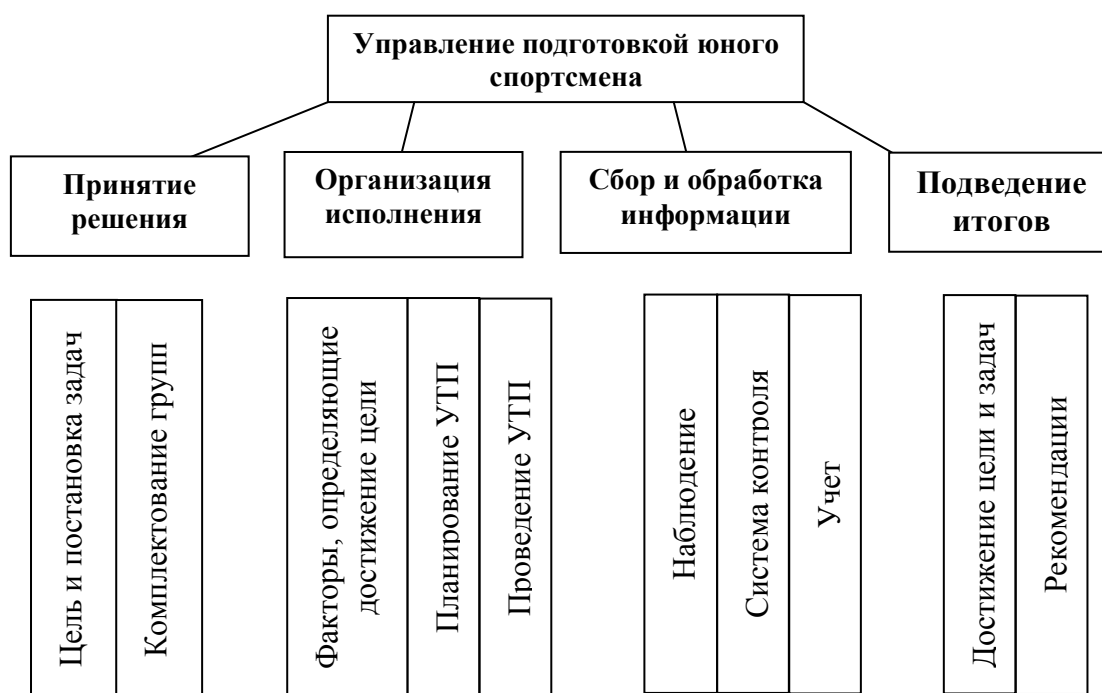 Управление подготовкой юного
спортсмена
Принятие
решения
Организация
исполнения
Сбор и обработка
информации
Подведение
итогов
Цель и постановка задач
Комплектование групп
Факторы, определяющие
достижение цели
Планирование УТП
Проведение УТП
Наблюдение
Система контроля
Учет
Достижение цели и задач
Рекомендации